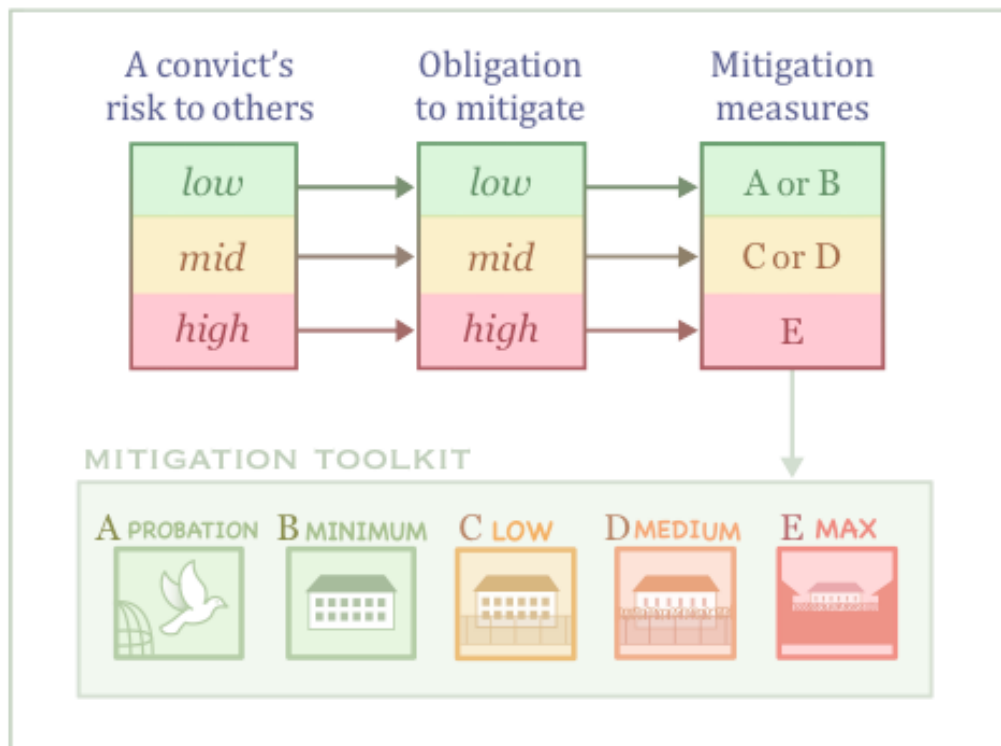 A convict’s
risk to others
Obligation
to mitigate
Mitigation
measures
low
low
A or B
mid
mid
C or D
high
high
E
MITIGATION TOOLKIT
A PROBATION
B MINIMUM
C LOW
D MEDIUM
E MAX